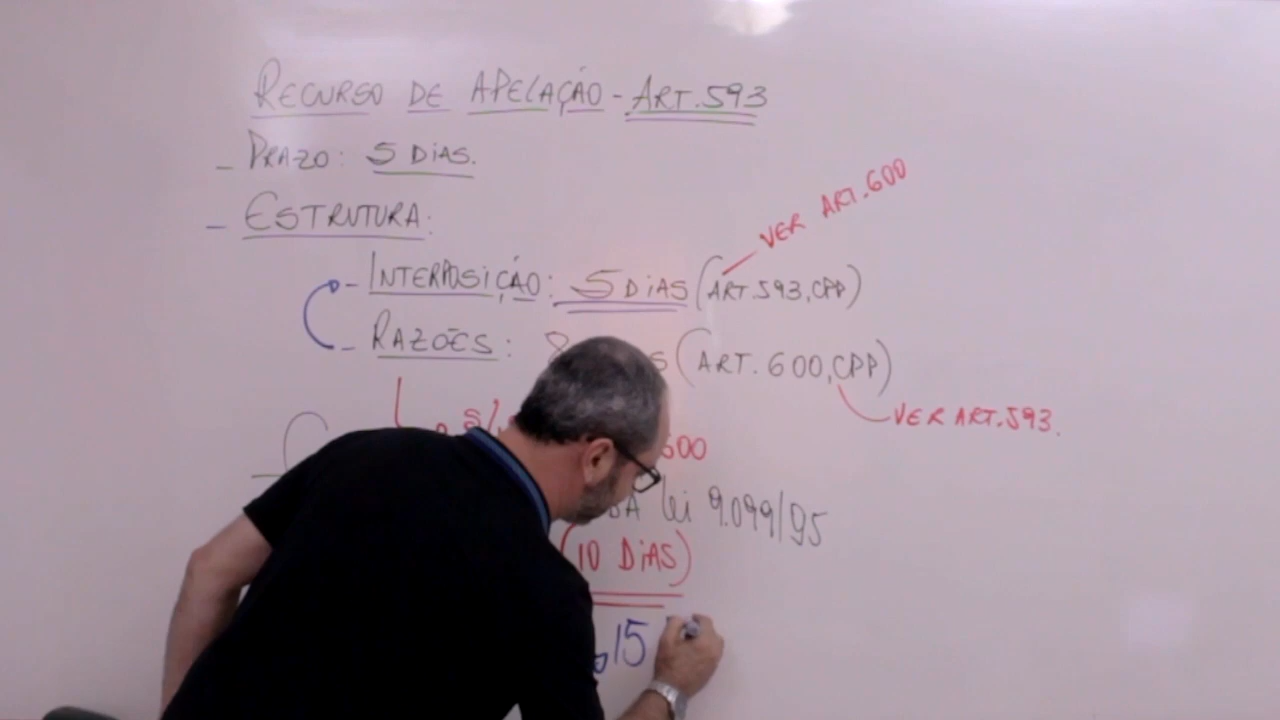 RECURSO DE APELAÇÃO - ART.593
- PRAZO: 5 DIAS.
- ESTRUTURA:
VER ART.600
- INTERPOSIÇÃO: 5 DIAS (ART.593,CPP)
- RAZÕES: 8 (ART.600,CPP)
VER ART.593.
600
lei 9.099/95
(10 DIAS)
15